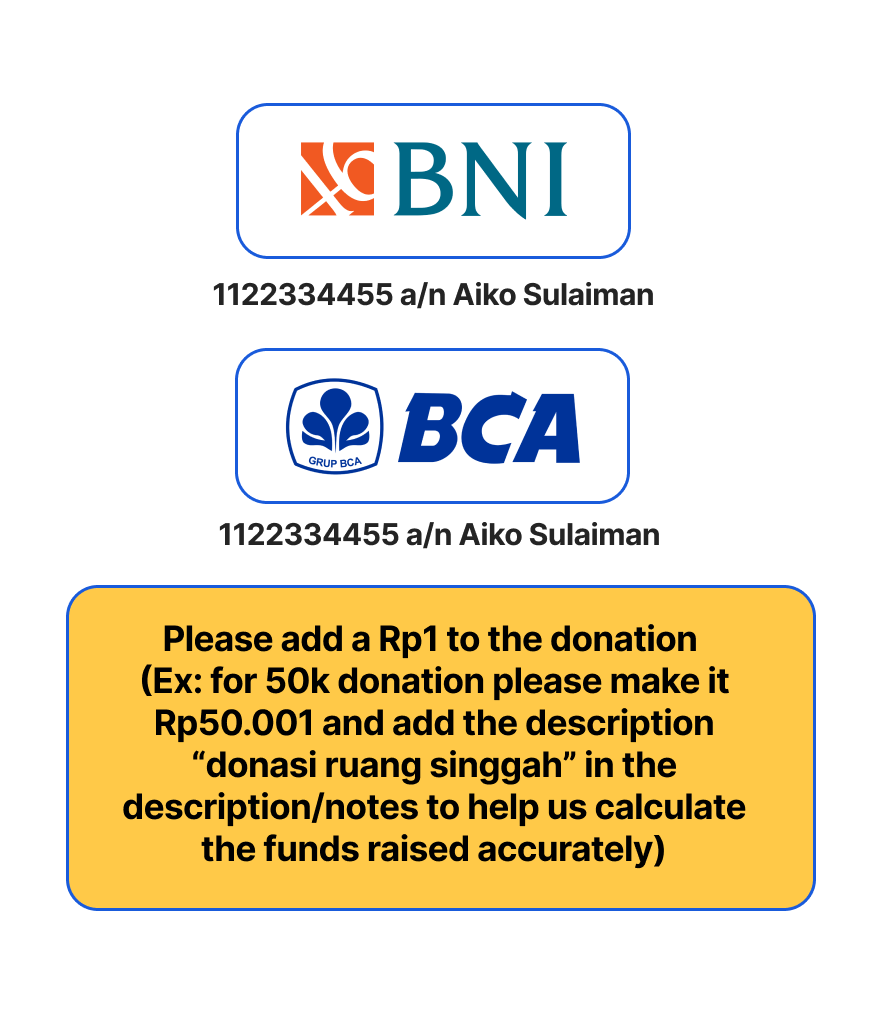 BNI
1122334455 a/n Aiko Sulaiman
GRUP BCA
BCA
1122334455 a/n Aiko Sulaiman
Please add a Rp1 to the donation
(Ex: for 50k donation please make it
Rp50.001 and add the description
“donasi ruang singgah” in the
description/notes to help us calculate
the funds raised accurately)